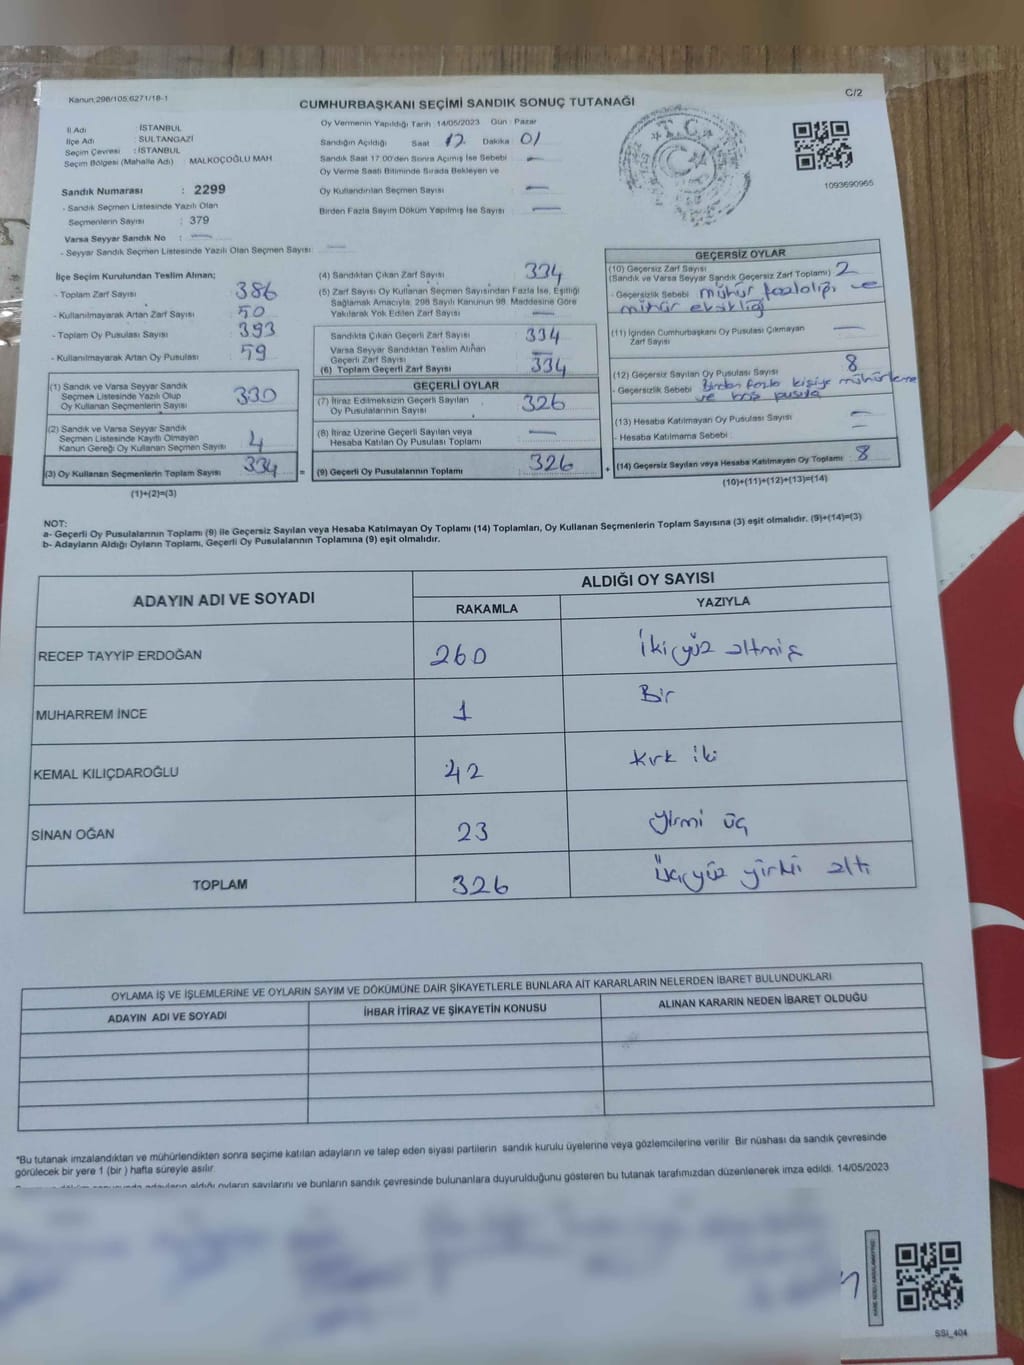 Kanun:298/105;6271/18-1
C/2
CUMHURBAŞKANI SEÇİMİ SANDIK SONUÇ TUTANAĞI
İl Adı : İSTANBUL
İlçe Adı : SULTANGAZİ
Seçim Çevresi : İSTANBUL
Seçim Bölgesi (Mahalle Adı) : MALKOÇOĞLU MAH
Sandık Numarası : 2299
- Sandık Seçmen Listesinde Yazılı Olan
Seçmenlerin Sayısı : 379
Varsa Seyyar Sandık No : —
- Seyyar Sandık Seçmen Listesinde Yazılı Olan Seçmen Sayısı: —
Oy Vermenin Yapıldığı Tarih 14/05/2023 Gün : Pazar
Sandığın Açıldığı Saat 17 Dakika 01
Sandık Saat 17:00'den Sonra Açılmış İse Sebebi : —
Oy Verme Saati Bitiminde Sırada Bekleyen ve
Oy Kullandırılan Seçmen Sayısı : —
Birden Fazla Sayım Döküm Yapılmış İse Sayısı : —
T.C.
1093690965
İlçe Seçim Kurulundan Teslim Alınan;
- Toplam Zarf Sayısı : 386
- Kullanılmayarak Artan Zarf Sayısı : 50
- Toplam Oy Pusulası Sayısı : 393
- Kullanılmayarak Artan Oy Pusulası : 59
(1) Sandık ve Varsa Seyyar Sandık
Seçmen Listesinde Yazılı Olup
Oy Kullanan Seçmenlerin Sayısı : 330
(2) Sandık ve Varsa Seyyar Sandık
Seçmen Listesinde Kayıtlı Olmayan
Kanun Gereği Oy Kullanan Seçmen Sayısı : 4
(3) Oy Kullanan Seçmenlerin Toplam Sayısı : 334
(1)+(2)=(3)
(4) Sandıktan Çıkan Zarf Sayısı : 334
(5) Zarf Sayısı Oy Kullanan Seçmen Sayısından Fazla İse, Eşitliği
Sağlamak Amacıyla, 298 Sayılı Kanunun 98. Maddesine Göre
Yakılarak Yok Edilen Zarf Sayısı : —
Sandıkta Çıkan Geçerli Zarf Sayısı : 334
Varsa Seyyar Sandıktan Teslim Alınan
Geçerli Zarf Sayısı : —
(6) Toplam Geçerli Zarf Sayısı : 334
GEÇERLİ OYLAR
(7) İtiraz Edilmeksizin Geçerli Sayılan
Oy Pusulalarının Sayısı : 326
(8) İtiraz Üzerine Geçerli Sayılan veya
Hesaba Katılan Oy Pusulası Toplamı : —
= (9) Geçerli Oy Pusulalarının Toplamı : 326
GEÇERSİZ OYLAR
(10) Geçersiz Zarf Sayısı
(Sandık ve Varsa Seyyar Sandık Geçersiz Zarf Toplamı) : 2
- Geçersizlik Sebebi : mühür fazlalığı ve
mühür eksikliği
(11) İçinden Cumhurbaşkanı Oy Pusulası Çıkmayan
Zarf Sayısı : —
(12) Geçersiz Sayılan Oy Pusulası Sayısı : 8
- Geçersizlik Sebebi : Birden fazla kişiye mühürleme
ve boş pusula
(13) Hesaba Katılmayan Oy Pusulası Sayısı : —
- Hesaba Katılmama Sebebi : —
+ (14) Geçersiz Sayılan veya Hesaba Katılmayan Oy Toplamı : 8
(10)+(11)+(12)+(13)=(14)
NOT:
a- Geçerli Oy Pusulalarının Toplamı (9) ile Geçersiz Sayılan veya Hesaba Katılmayan Oy Toplamı (14) Toplamları, Oy Kullanan Seçmenlerin Toplam Sayısına (3) eşit olmalıdır. (9)+(14)=(3)
b- Adayların Aldığı Oyların Toplamı, Geçerli Oy Pusulalarının Toplamına (9) eşit olmalıdır.
ADAYIN ADI VE SOYADI
ALDIĞI OY SAYISI
RAKAMLA YAZIYLA
RECEP TAYYİP ERDOĞAN 260 İkiyüz altmış
MUHARREM İNCE 1 Bir
KEMAL KILIÇDAROĞLU 42 Kırk iki
SİNAN OĞAN 23 Yirmi üç
TOPLAM 326 Üçyüz yirmi altı
OYLAMA İŞ VE İŞLEMLERİNE VE OYLARIN SAYIM VE DÖKÜMÜNE DAİR ŞİKAYETLERLE BUNLARA AİT KARARLARIN NELERDEN İBARET BULUNDUKLARI
ADAYIN ADI VE SOYADI İHBAR İTİRAZ VE ŞİKAYETİN KONUSU ALINAN KARARIN NEDEN İBARET OLDUĞU
*Bu tutanak imzalandıktan ve mühürlendikten sonra seçime katılan adayların ve talep eden siyasi partilerin sandık kurulu üyelerine veya gözlemcilerine verilir. Bir nüshası da sandık çevresinde
görülecek bir yere 1 (bir) hafta süreyle asılır.
adayların aldığı oyların sayılarını ve bunların sandık çevresinde bulunanlara duyurulduğunu gösteren bu tutanak tarafımızdan düzenlenerek imza edildi. 14/05/2023
SSI_404